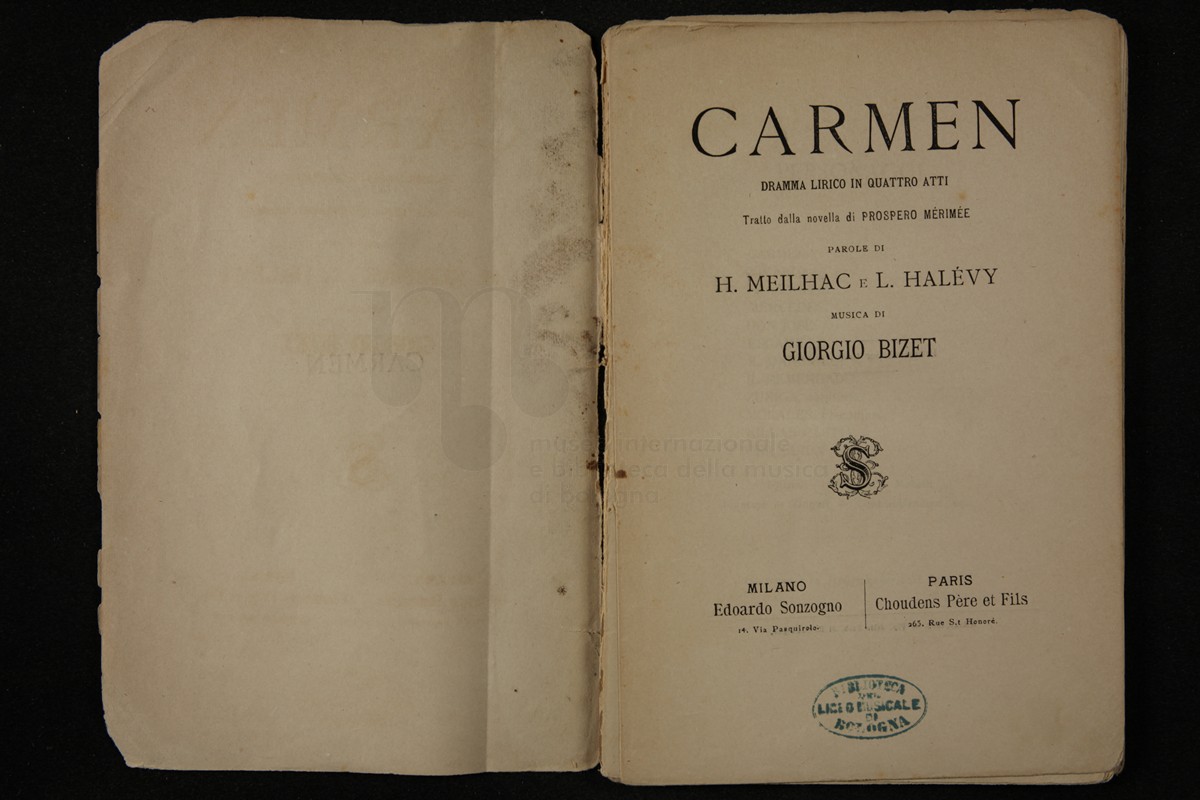 CARMEN
DRAMMA LIRICO IN QUATTRO ATTI
Tratto dalla novella di PROSPERO MÉRIMÉE
PAROLE DI
H. MEILHAC E L. HALÉVY
MUSICA DI
GIORGIO BIZET
S
MILANO
Edoardo Sonzogno
14. Via Pasquirolo.
PARIS
Choudens Père et Fils
265. Rue S.t Honoré.
BIBLIOTECA
DEL
LICEO MUSICALE
DI
BOLOGNA
CARMEN
museo internazionale
e biblioteca della musica
di bologna